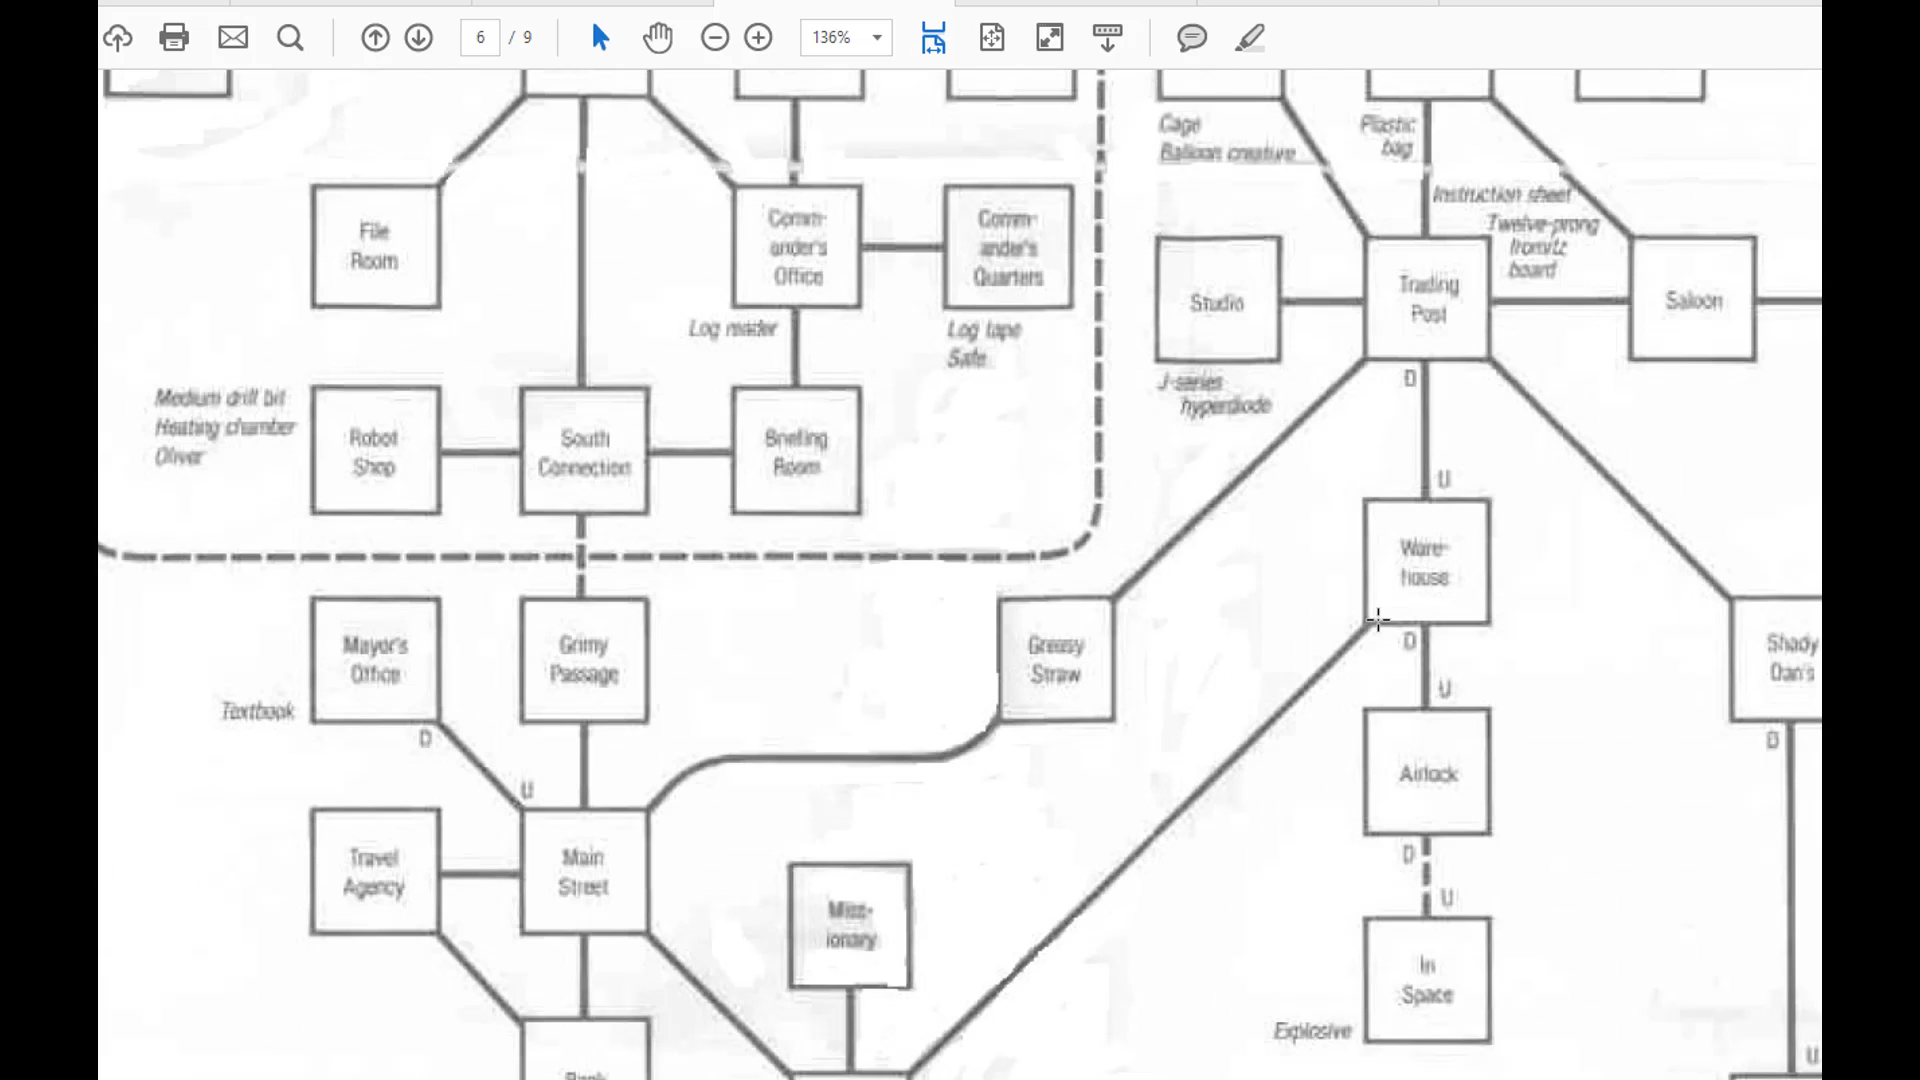 6 / 9
136%
Cage
Balloon creature
Plastic
bag
Instruction sheet
Twelve-prong
fromitz
board
File
Room
Comm-
ander's
Office
Comm-
ander's
Quarters
Log reader
Log tape
Safe
Studio
Trading
Post
Saloon
J-series
hyperdiode
D
U
Medium drill bit
Heating chamber
Oliver
Robot
Shop
South
Connection
Briefing
Room
Ware-
house
D
U
Mayor's
Office
Grimy
Passage
Greasy
Straw
Shady
Dan's
Textbook
D
U
D
Airlock
D
U
Travel
Agency
Main
Street
Miss-
ionary
In
Space
Explosive
U